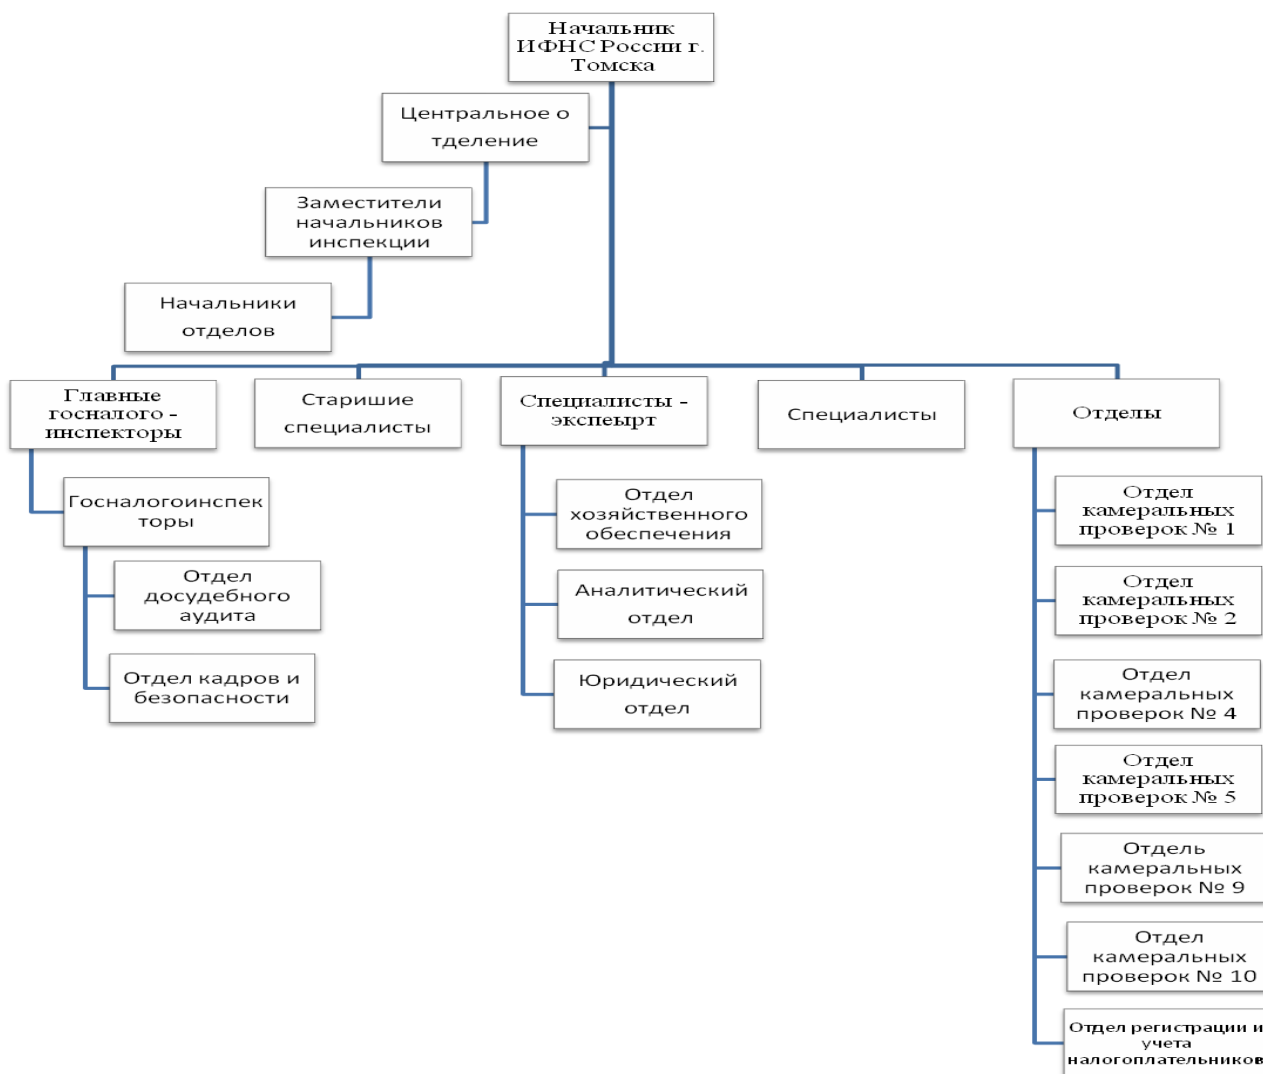 Начальник
ИФНС России г.
Томска
Центральное о
тделение
Заместители
начальников
инспекции
Начальники
отделов
Главные
госналого -
инспекторы
Старишие
специалисты
Специалисты -
экспеырт
Специалисты
Отделы
Госналогоинспек
торы
Отдел
досудебного
аудита
Отдел кадров и
безопасности
Отдел
хозяйственного
обеспечения
Аналитический
отдел
Юридический
отдел
Отдел
камеральных
проверок № 1
Отдел
камеральных
проверок № 2
Отдел
камеральных
проверок № 4
Отдел
камеральных
проверок № 5
Отдель
камеральных
проверок № 9
Отдел
камеральных
проверок № 10
Отдел регистрации и
учета
налогоплательников